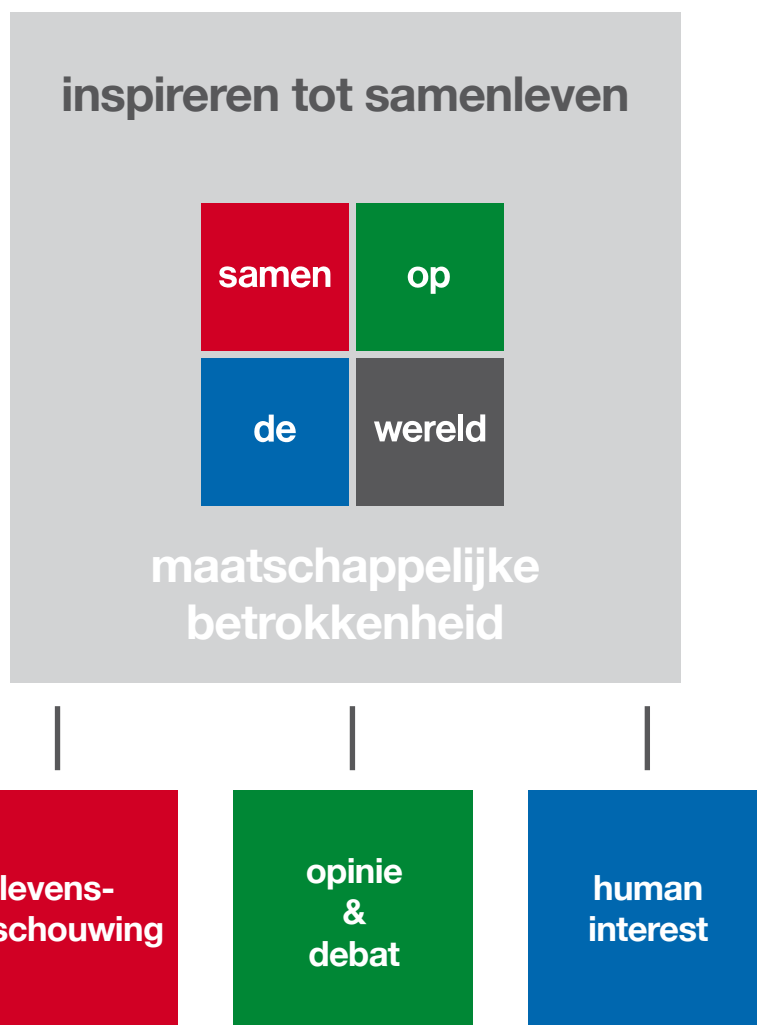 inspireren tot samenleven
samen op
de wereld
maatschappelijke
betrokkenheid
levens-
schouwing
opinie
&
debat
human
interest